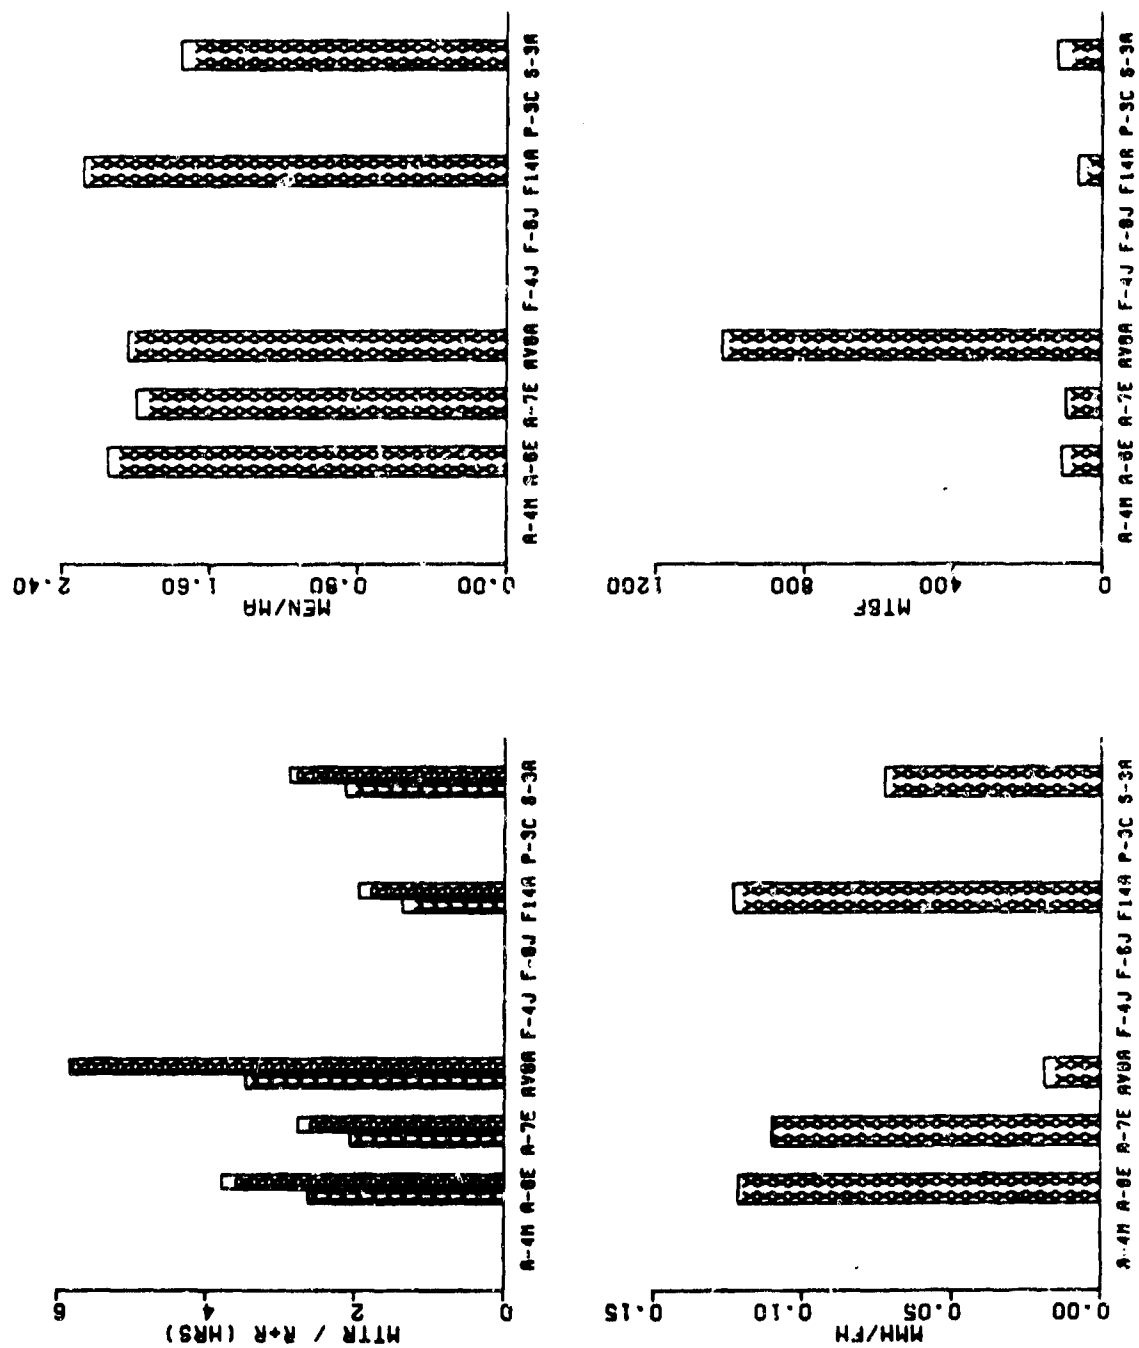 2.40
1.60
0.80
0.00
MEN/MA
A-4M A-6E A-7E AV8A F-4J F-8J F14A P-3C S-3A
1200
800
400
0
MTBF
A-4M A-6E A-7E AV8A F-4J F-8J F14A P-3C S-3A
6
4
2
0
MTTR / R+R (HRS)
A-4M A-6E A-7E AV8A F-4J F-8J F14A P-3C S-3A
0.15
0.10
0.05
0.00
MMH/FH
A-4M A-6E A-7E AV8A F-4J F-8J F14A P-3C S-3A